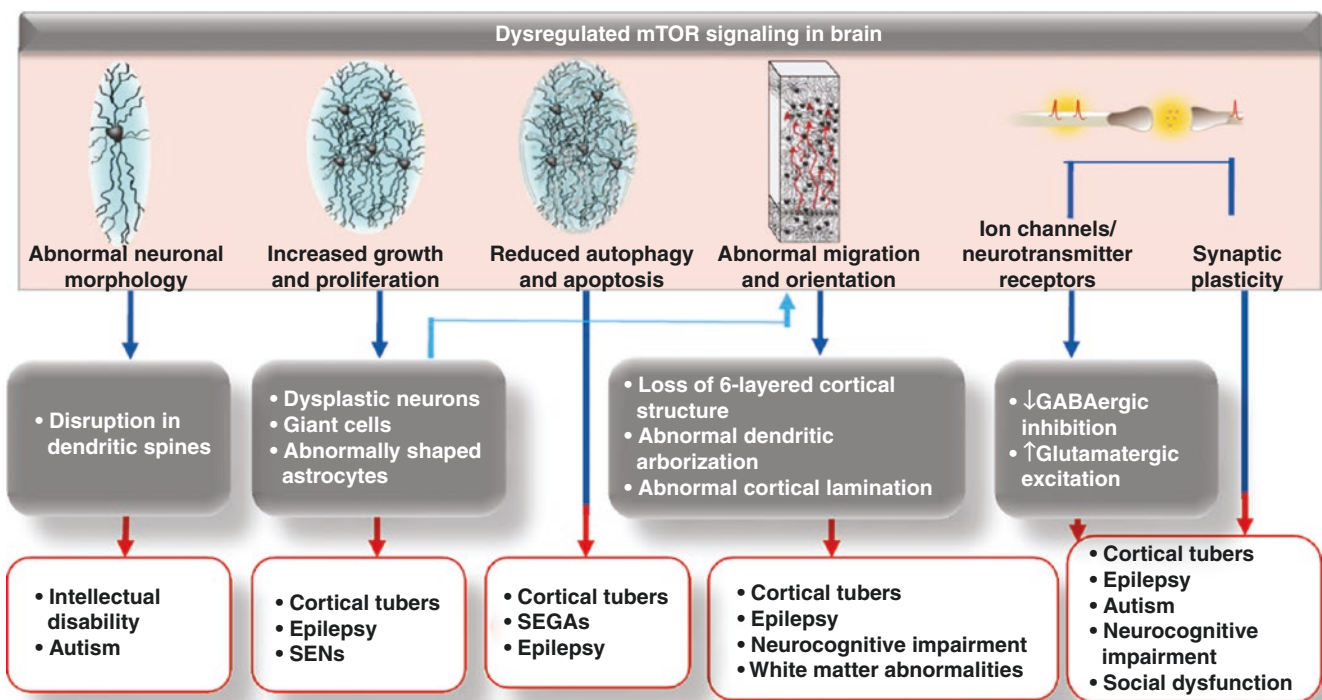 Dysregulated mTOR signaling in brain
Abnormal neuronal
morphology
Increased growth
and proliferation
Reduced autophagy
and apoptosis
Abnormal migration
and orientation
Ion channels/
neurotransmitter
receptors
Synaptic
plasticity
• Disruption in
dendritic spines
• Dysplastic neurons
• Giant cells
• Abnormally shaped
astrocytes
• Loss of 6-layered cortical
structure
• Abnormal dendritic
arborization
• Abnormal cortical lamination
• ↓GABAergic
inhibition
• ↑Glutamatergic
excitation
• Intellectual
disability
• Autism
• Cortical tubers
• Epilepsy
• SENs
• Cortical tubers
• SEGAs
• Epilepsy
• Cortical tubers
• Epilepsy
• Neurocognitive impairment
• White matter abnormalities
• Cortical tubers
• Epilepsy
• Autism
• Neurocognitive
impairment
• Social dysfunction